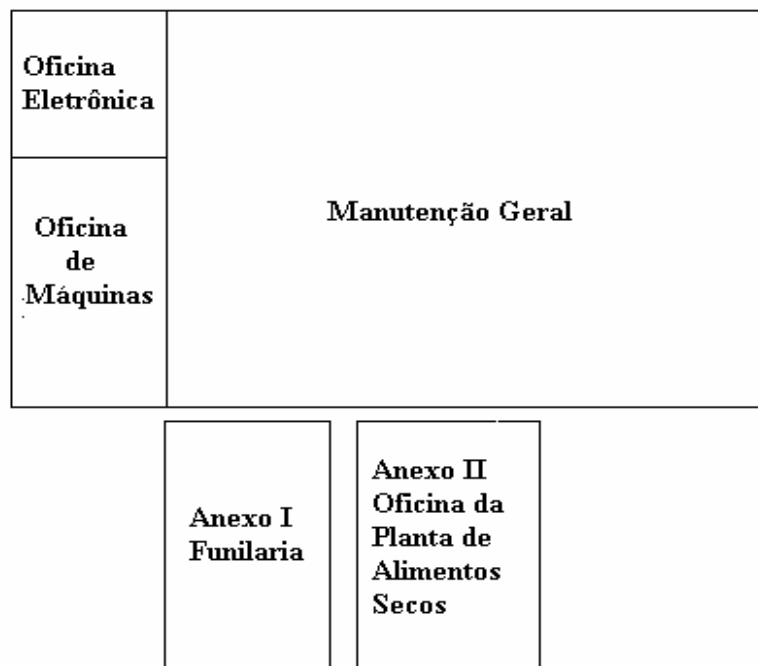 Oficina
Eletrônica
Manutenção Geral
Oficina
de
Máquinas
Anexo I
Funilaria
Anexo II
Oficina da
Planta de
Alimentos
Secos